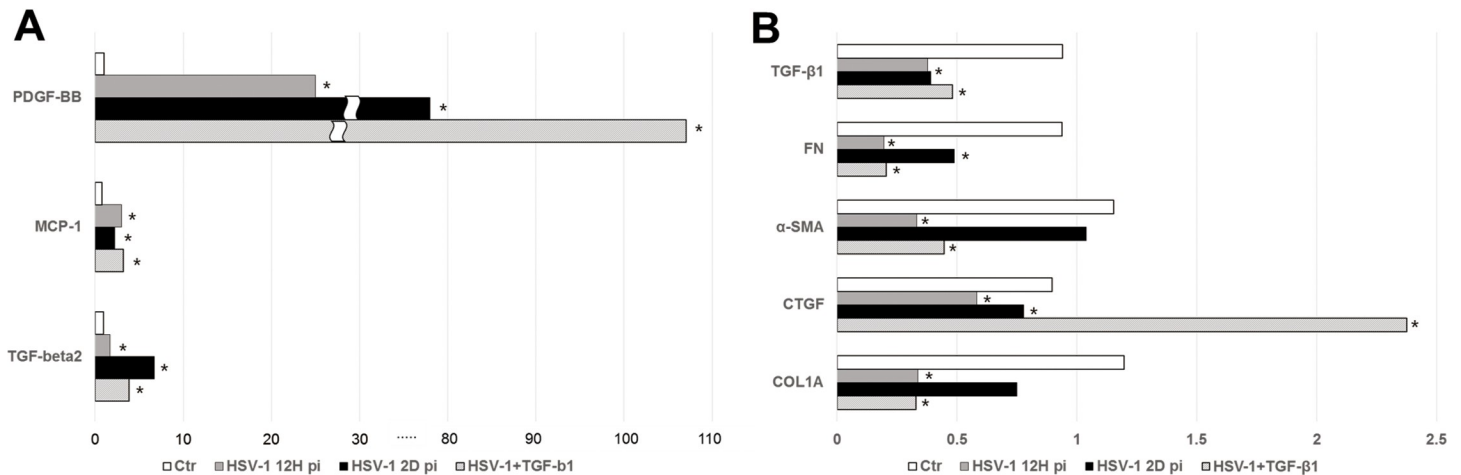 A
PDGF-BB
*
*
*
MCP-1
*
*
*
TGF-beta2
*
*
*
0 10 20 30 ..... 80 90 100 110
Ctr HSV-1 12H pi HSV-1 2D pi HSV-1+TGF-b1
B
TGF-β1
*
*
FN
*
*
*
α-SMA
*
*
CTGF
*
*
*
COL1A
*
*
0 0.5 1 1.5 2 2.5
Ctr HSV-1 12H pi HSV-1 2D pi HSV-1+TGF-β1